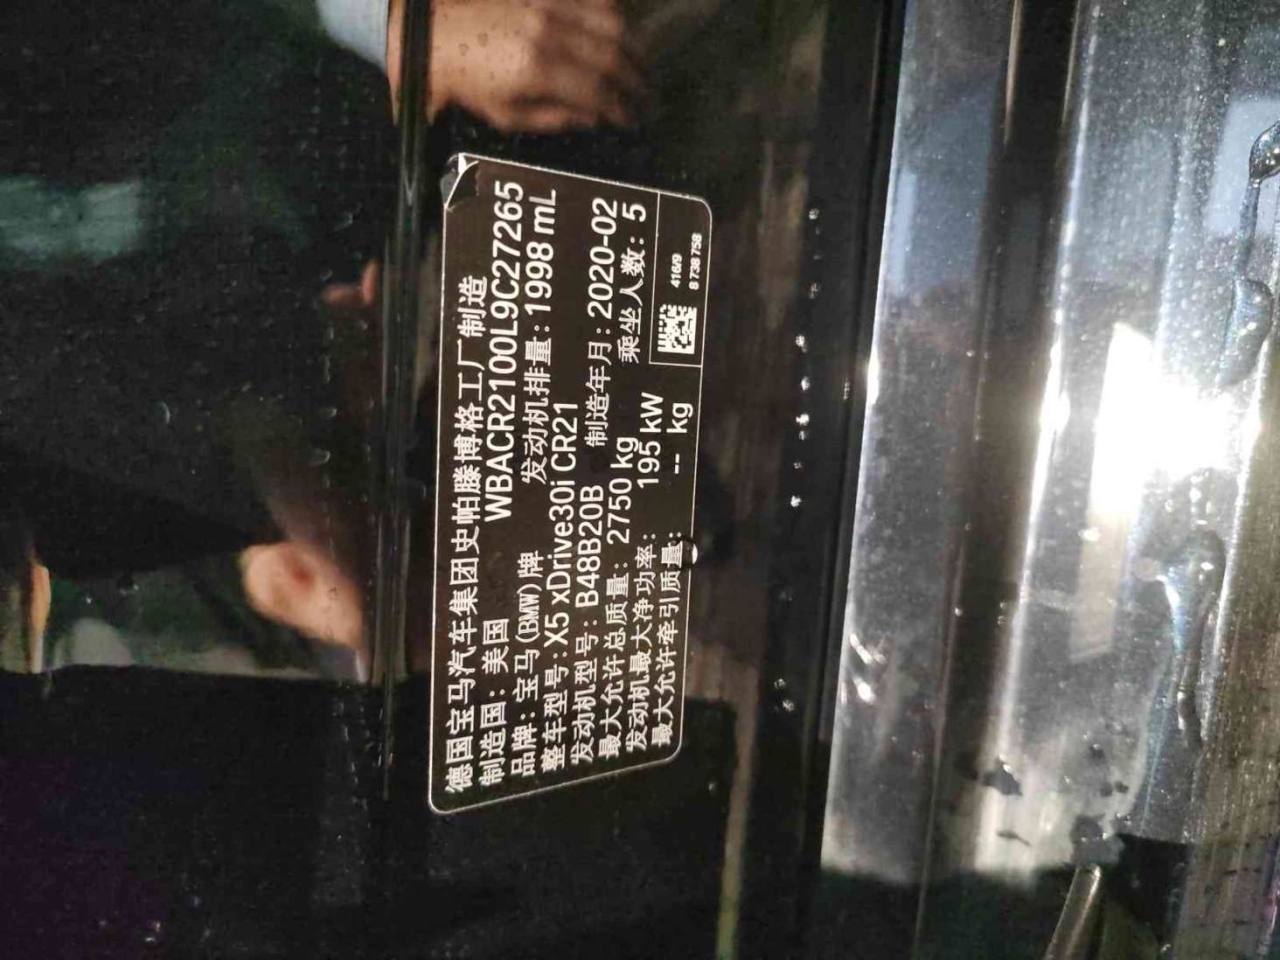 德国宝马汽车集团史帕滕博格工厂制造
制造国：美国 WBACR2100L9C27265
品牌：宝马(BMW)牌 发动机排量：1998 mL
整车型号：X5 xDrive30i CR21
发动机型号：B48B20B 制造年月：2020-02
最大允许总质量：2750 kg 乘坐人数：5
发动机最大净功率：195 kW
最大允许牵引质量：-- kg
416/9
8 738 758